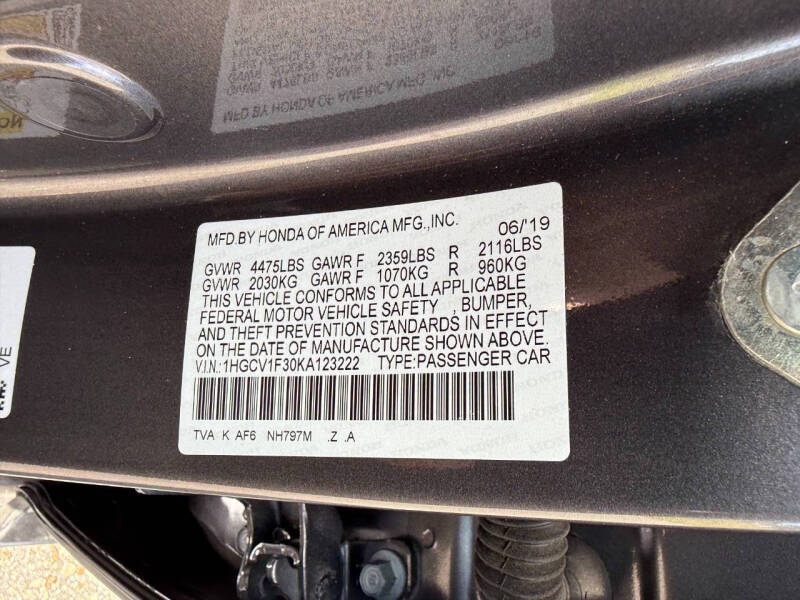 MFD.BY HONDA OF AMERICA MFG.,INC. 06/'19
GVWR 4475LBS GAWR F 2359LBS R 2116LBS
GVWR 2030KG GAWR F 1070KG R 960KG
THIS VEHICLE CONFORMS TO ALL APPLICABLE
FEDERAL MOTOR VEHICLE SAFETY , BUMPER,
AND THEFT PREVENTION STANDARDS IN EFFECT
ON THE DATE OF MANUFACTURE SHOWN ABOVE.
V.I.N.:1HGCV1F30KA123222 TYPE:PASSENGER CAR
TVA K AF6 NH797M .Z .A
VE